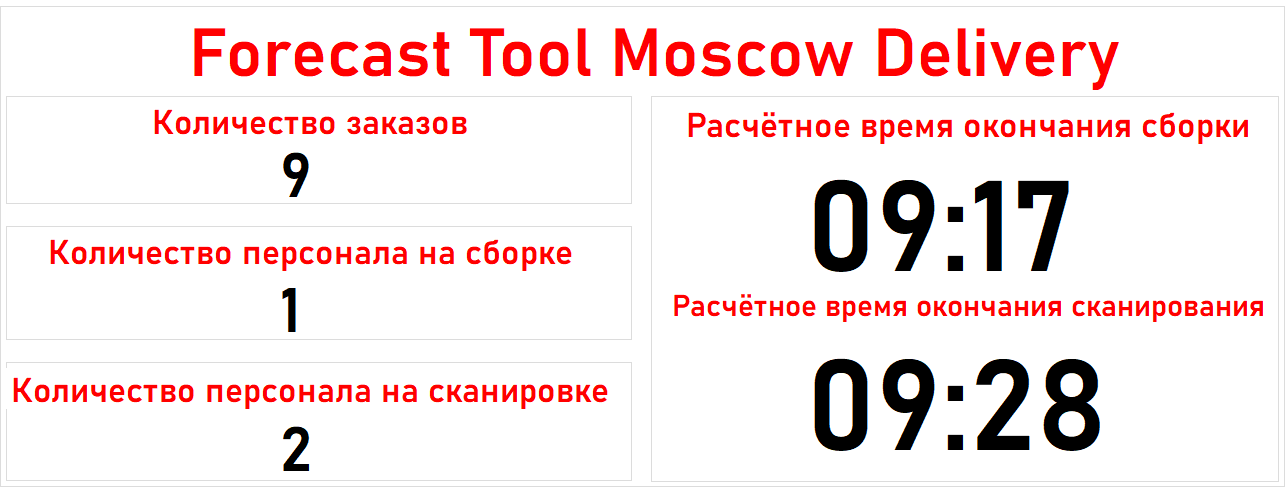 Forecast Tool Moscow Delivery
Количество заказов
9
Количество персонала на сборке
1
Количество персонала на сканировке
2
Расчётное время окончания сборки
09:17
Расчётное время окончания сканирования
09:28